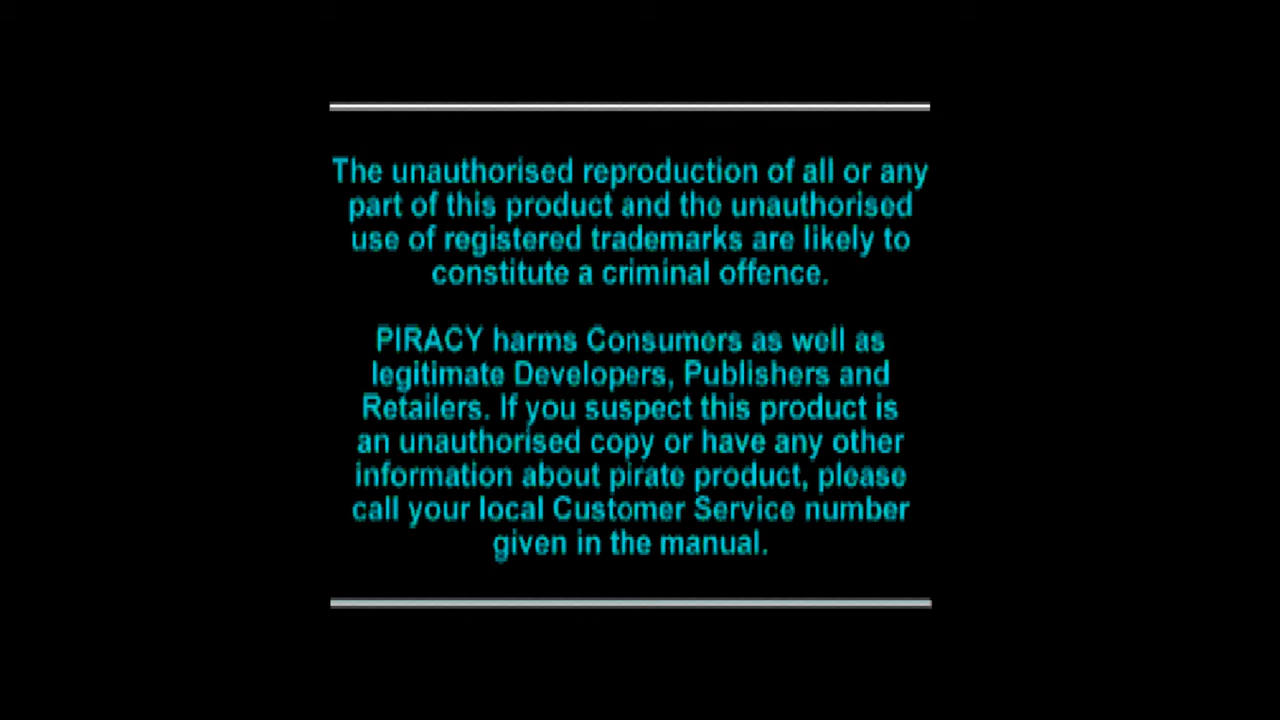 The unauthorised reproduction of all or any
part of this product and the unauthorised
use of registered trademarks are likely to
constitute a criminal offence.
PIRACY harms Consumers as well as
legitimate Developers, Publishers and
Retailers. If you suspect this product is
an unauthorised copy or have any other
information about pirate product, please
call your local Customer Service number
given in the manual.